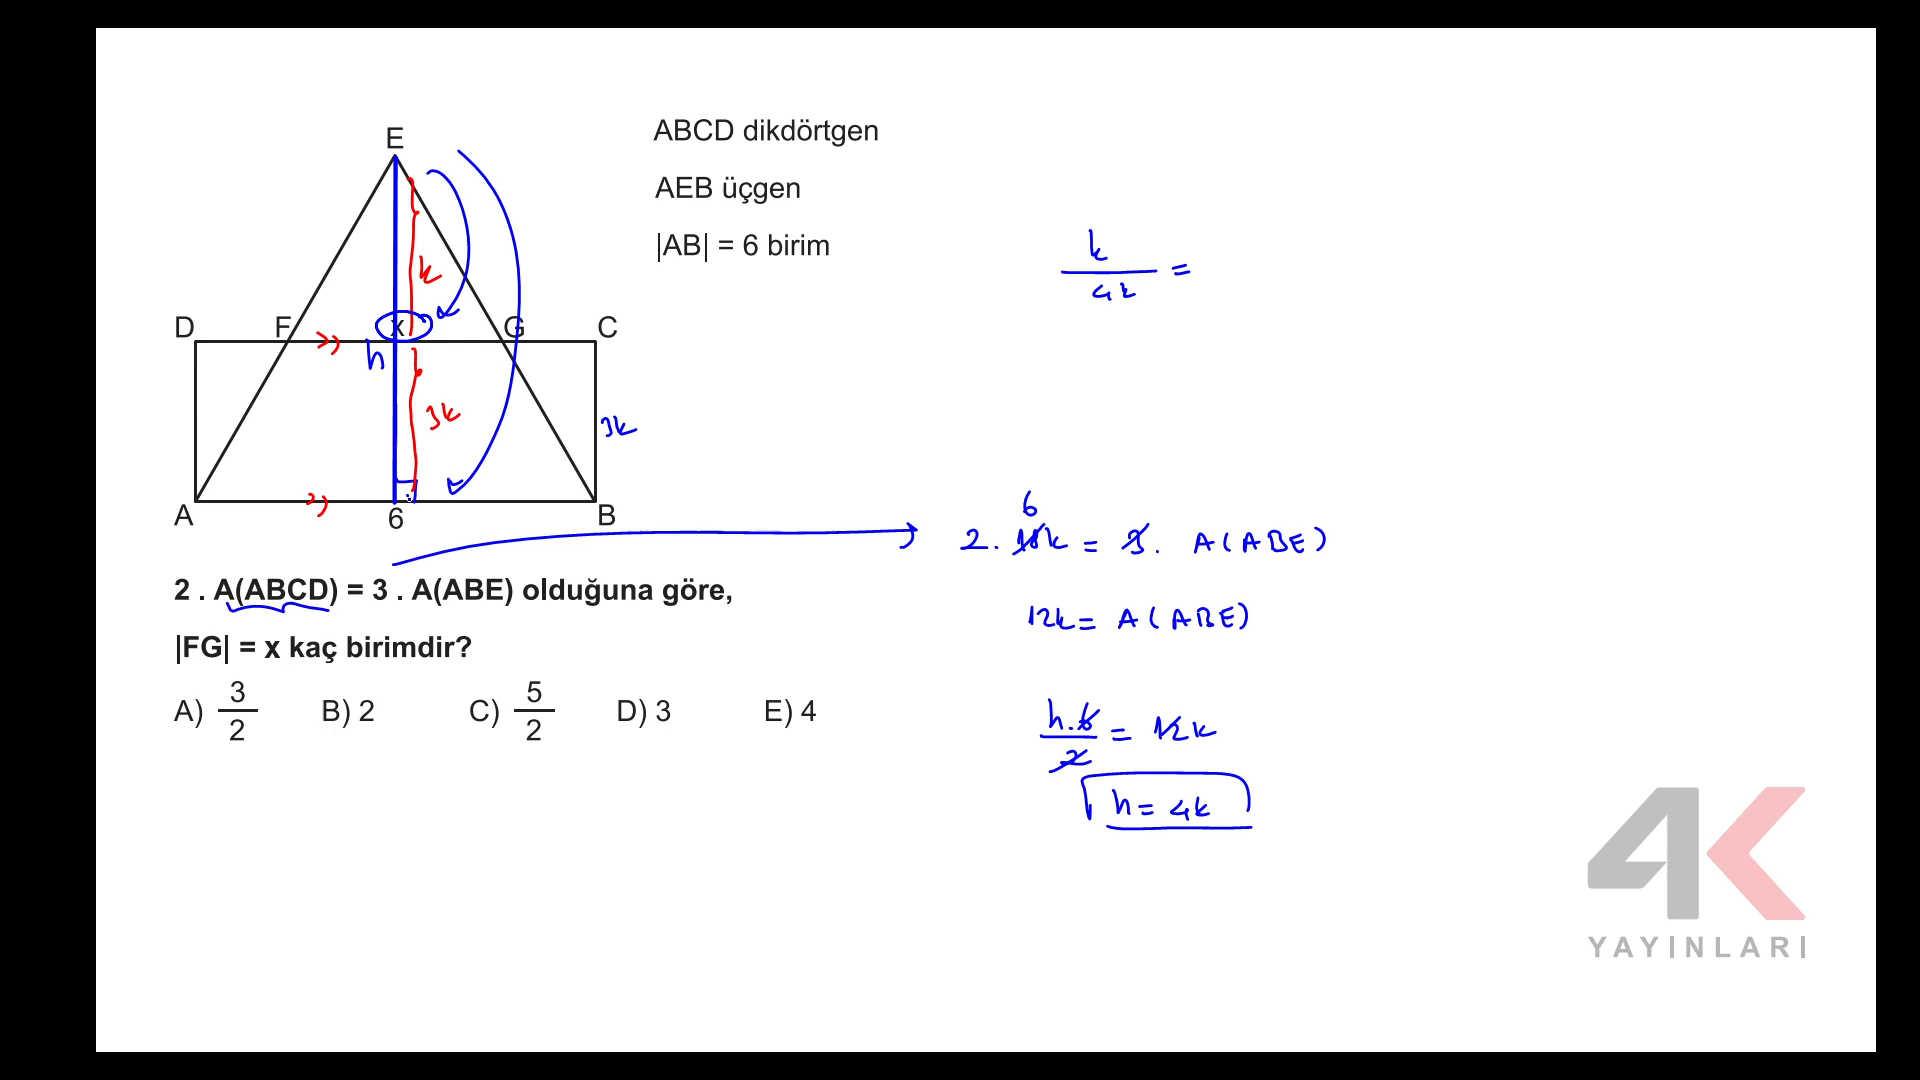 E
ABCD dikdörtgen
AEB üçgen
|AB| = 6 birim
k
k
4k
=
D F x G C
h
3k
3k
A 6 B
6
2. 18k = 3. A(ABE)
2 . A(ABCD) = 3 . A(ABE) olduğuna göre,
12k = A(ABE)
|FG| = x kaç birimdir?
A) 3/2 B) 2 C) 5/2 D) 3 E) 4
h.6/2 = 12k
h = 4k
4K
YAYINLARI